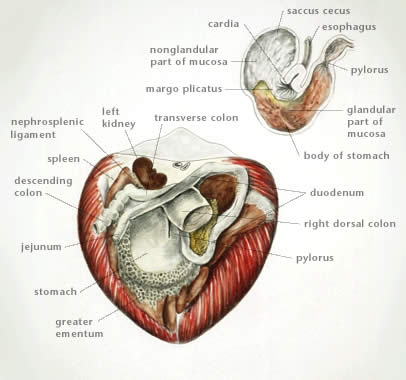 saccus cecus
cardia
esophagus
nonglandular
part of mucosa
pylorus
margo plicatus
glandular
part of
mucosa
body of stomach
left
kidney
transverse colon
nephrosplenic
ligament
spleen
descending
colon
duodenum
right dorsal colon
jejunum
pylorus
stomach
greater
ementum